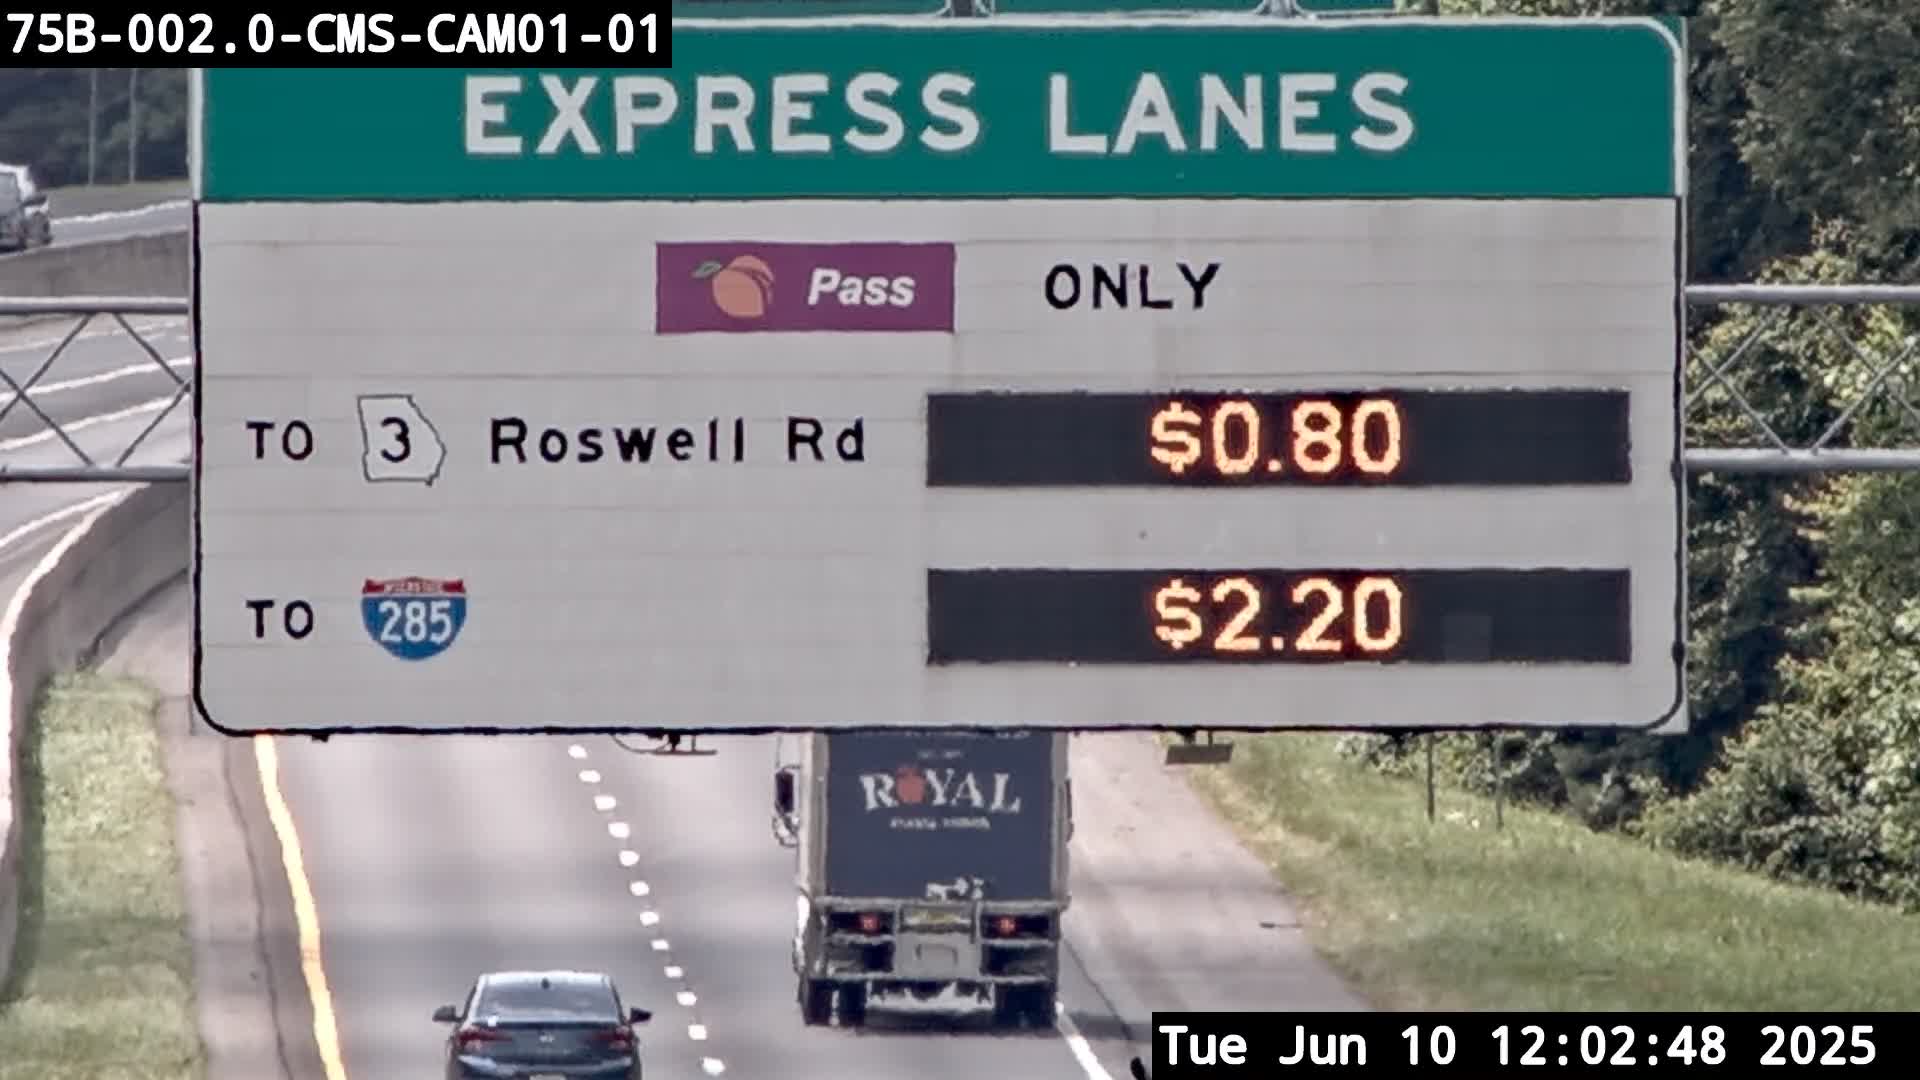 75B-002.0-CMS-CAM01-01
EXPRESS LANES
Pass ONLY
TO 3 Roswell Rd $0.80
TO INTERSTATE 285 $2.20
ROYAL
Tue Jun 10 12:02:48 2025